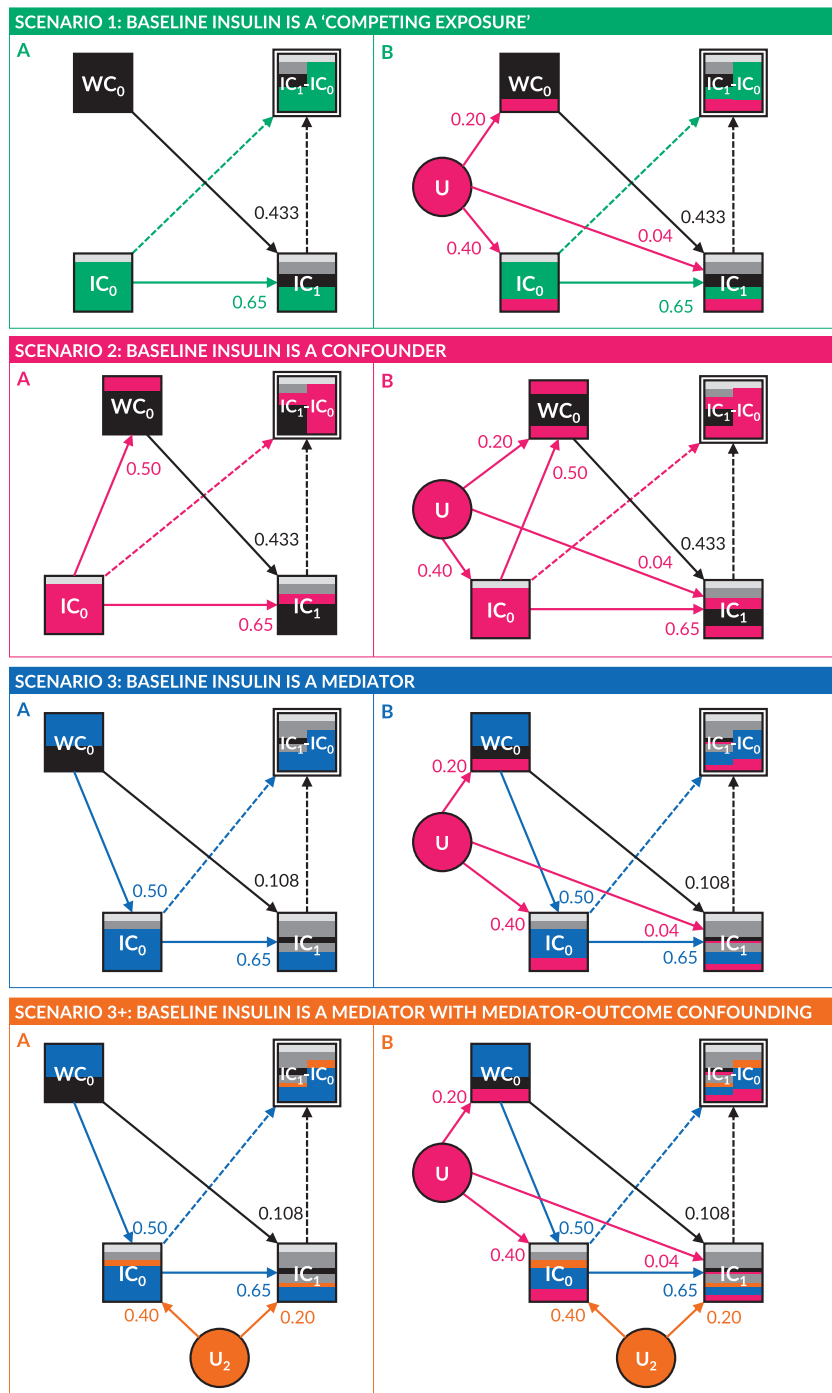 SCENARIO 1: BASELINE INSULIN IS A ‘COMPETING EXPOSURE’
A
WC₀
IC₁-IC₀
0.433
IC₀
IC₁
0.65
B
WC₀
IC₁-IC₀
0.20
U
0.433
0.04
0.40
IC₀
IC₁
0.65
SCENARIO 2: BASELINE INSULIN IS A CONFOUNDER
A
WC₀
IC₁-IC₀
0.50
0.433
IC₀
IC₁
0.65
B
WC₀
IC₁-IC₀
0.20
0.50
U
0.433
0.04
0.40
IC₀
IC₁
0.65
SCENARIO 3: BASELINE INSULIN IS A MEDIATOR
A
WC₀
IC₁-IC₀
0.108
0.50
IC₀
IC₁
0.65
B
WC₀
IC₁-IC₀
0.20
U
0.108
0.50
0.40
0.04
IC₀
IC₁
0.65
SCENARIO 3+: BASELINE INSULIN IS A MEDIATOR WITH MEDIATOR-OUTCOME CONFOUNDING
A
WC₀
IC₁-IC₀
0.108
0.50
IC₀
IC₁
0.65
0.40
0.20
U₂
B
WC₀
IC₁-IC₀
0.20
U
0.108
0.50
0.40
0.04
IC₀
IC₁
0.65
0.40
0.20
U₂